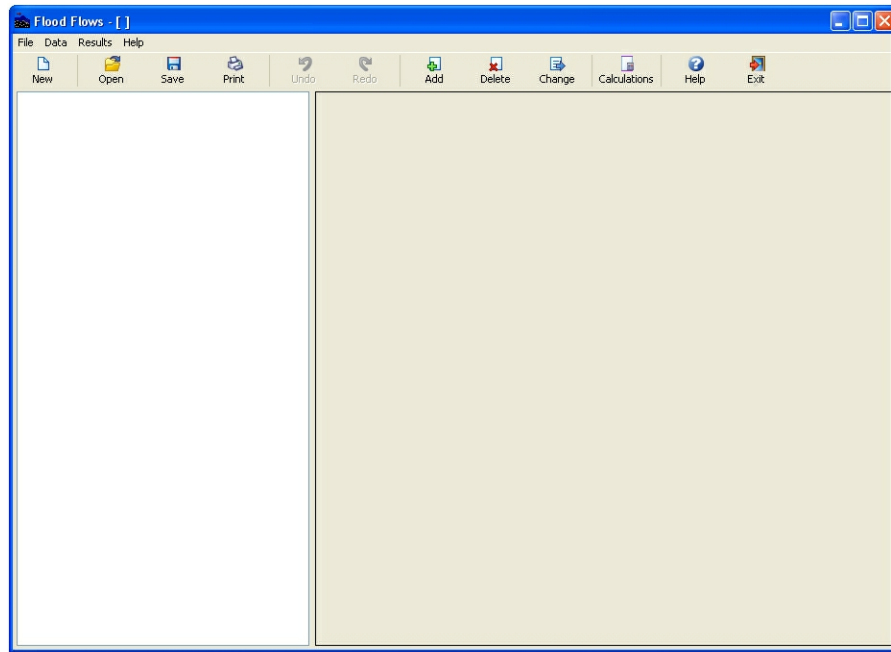 Flood Flows - [ ]
File Data Results Help
New Open Save Print Undo Redo Add Delete Change Calculations Help Exit